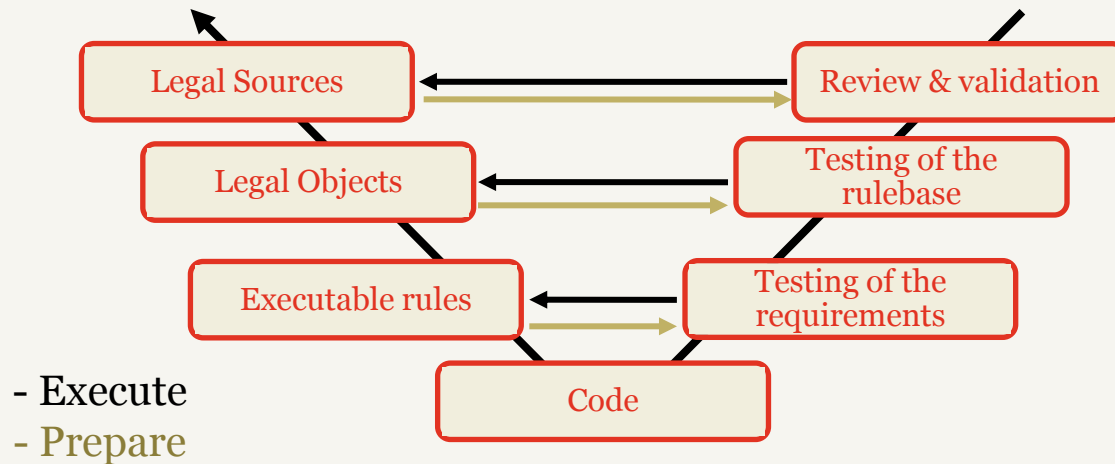 Legal Sources
Review & validation
Legal Objects
Testing of the
rulebase
Executable rules
Testing of the
requirements
Code
- Execute
- Prepare